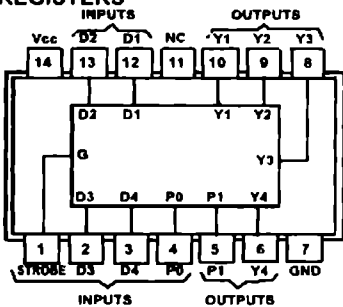 REGISTERS
INPUTS OUTPUTS
Vcc D2 D1 NC Y1 Y2 Y3
14 13 12 11 10 9 8
D2 D1 Y1 Y2
G Y3
D3 D4 P0 P1 Y4
1 2 3 4 5 6 7
STROBE D3 D4 P0 P1 Y4 GND
INPUTS OUTPUTS